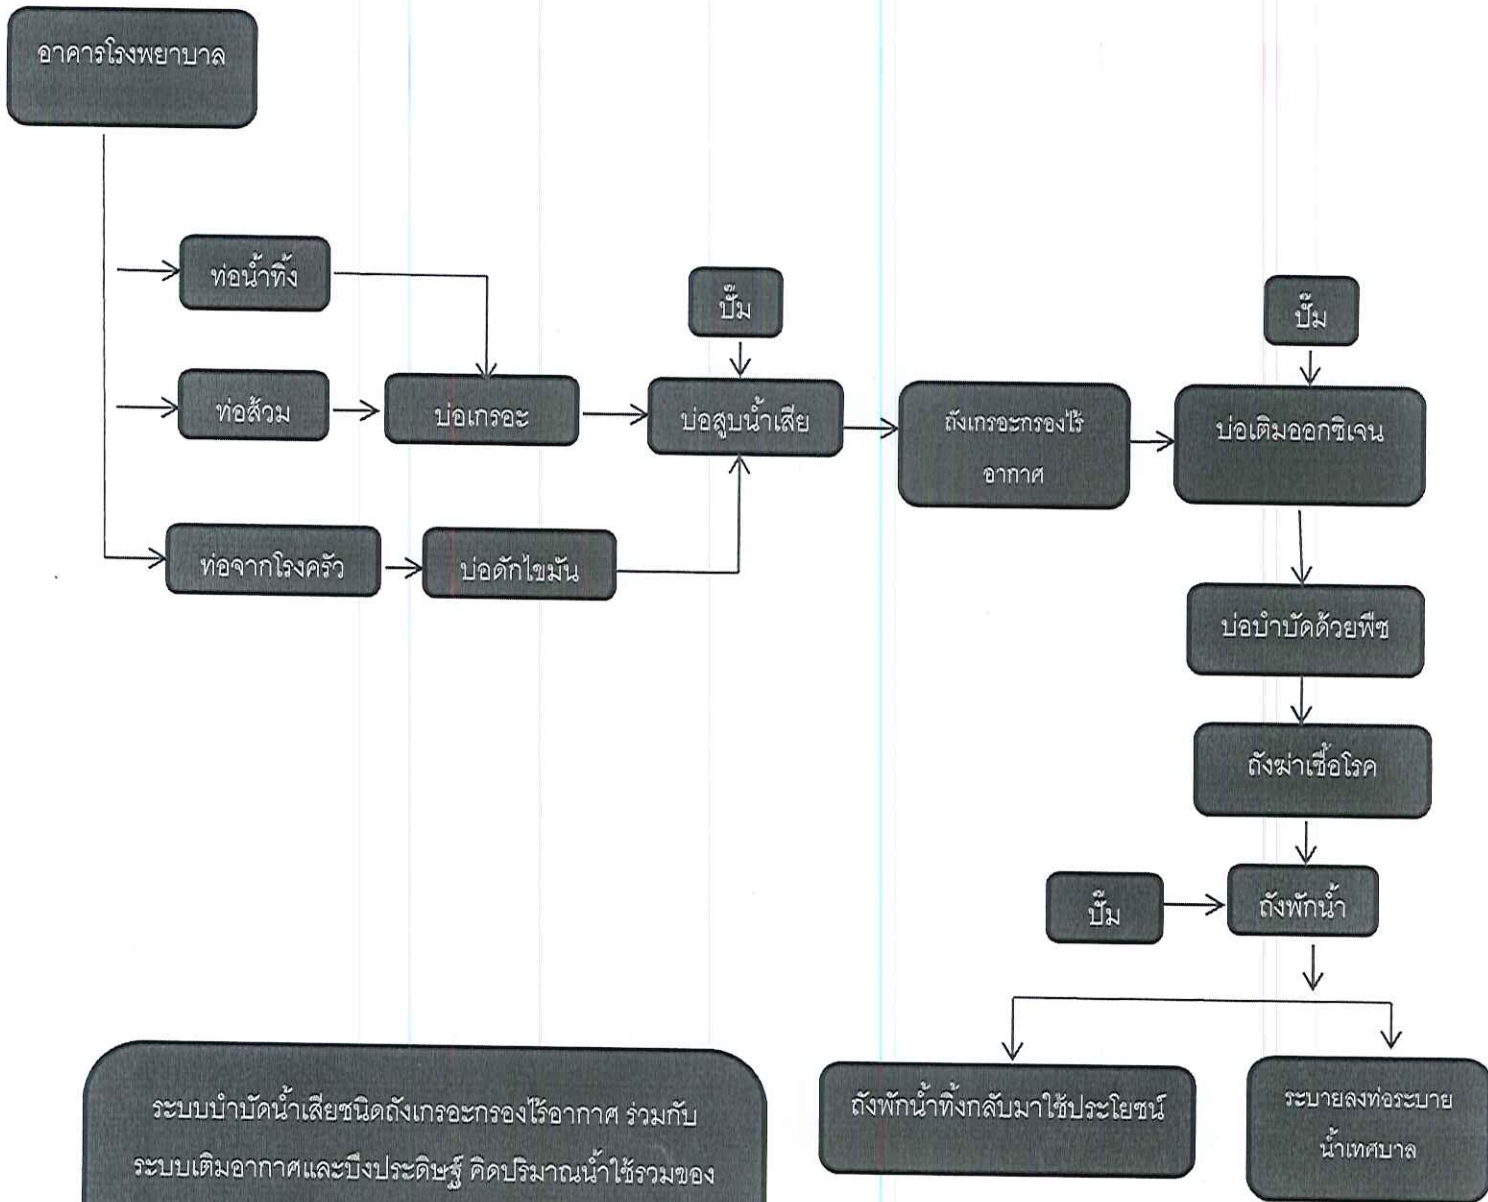 อาคารโรงพยาบาล
ท่อน้ำทิ้ง
ปั๊ม
ปั๊ม
ท่อส้วม
บ่อเกรอะ
บ่อสูบน้ำเสีย
ถังเกรอะกรองไร้
อากาศ
บ่อเติมออกซิเจน
ท่อจากโรงครัว
บ่อดักไขมัน
บ่อบำบัดด้วยพืช
ถังฆ่าเชื้อโรค
ปั๊ม
ถังพักน้ำ
ถังพักน้ำทิ้งกลับมาใช้ประโยชน์
ระบายลงท่อระบาย
น้ำเทศบาล
ระบบบำบัดน้ำเสียชนิดถังเกรอะกรองไร้อากาศ ร่วมกับ
ระบบเติมอากาศและบึงประดิษฐ์ คิดปริมาณน้ำใช้รวมของ